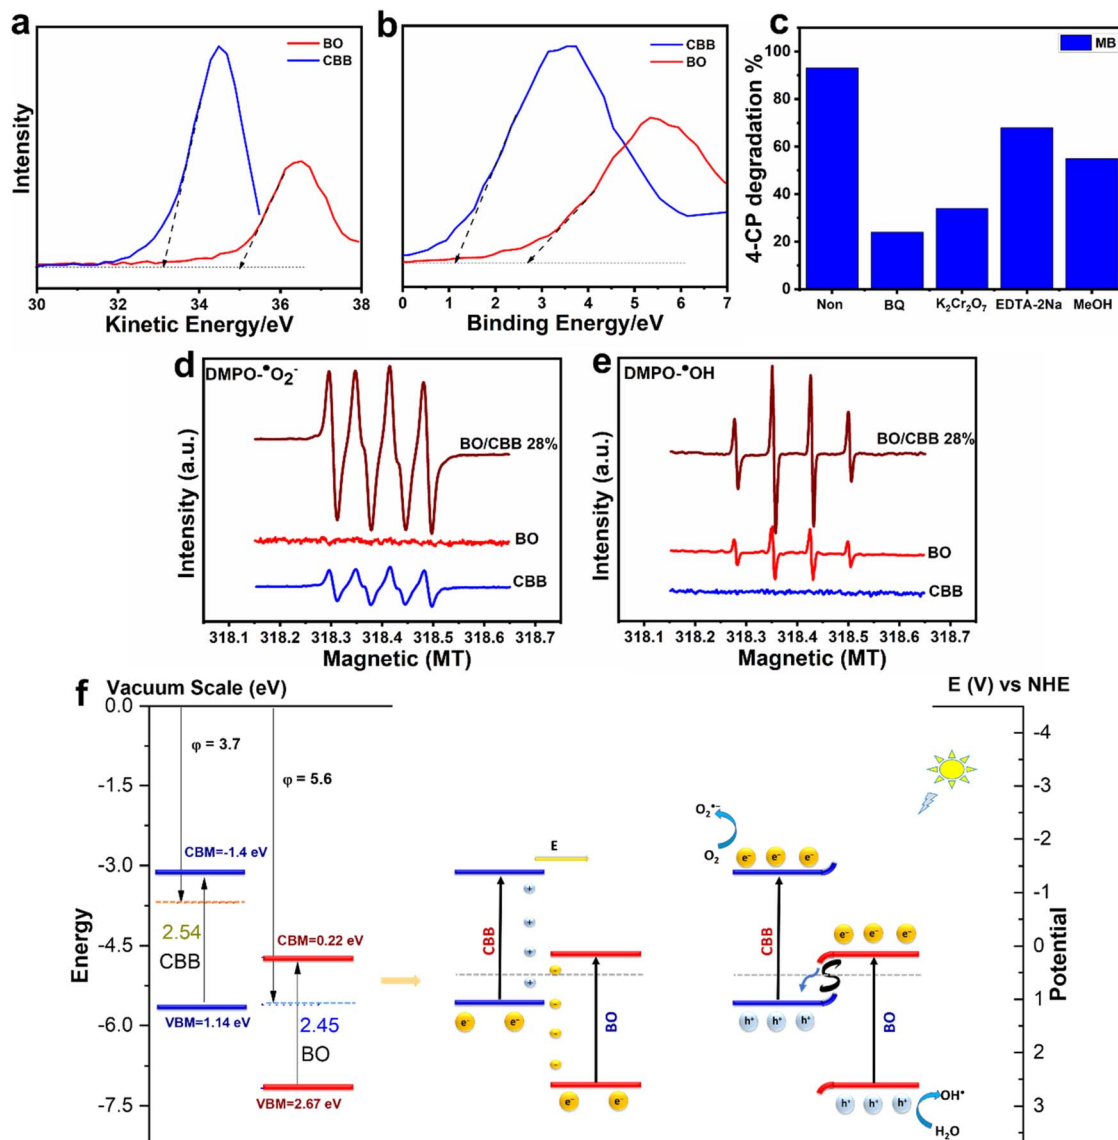 a
BO
CBB
Intensity
30 32 34 36 38
Kinetic Energy/eV
b
CBB
BO
0 1 2 3 4 5 6 7
Binding Energy/eV
c
MB
4-CP degradation %
100
80
60
40
20
0
Non BQ K₂Cr₂O₇ EDTA-2Na MeOH
d
DMPO-•O₂⁻
BO/CBB 28%
BO
CBB
Intensity (a.u.)
318.1 318.2 318.3 318.4 318.5 318.6 318.7
Magnetic (MT)
e
DMPO-•OH
BO/CBB 28%
BO
CBB
Intensity (a.u.)
318.1 318.2 318.3 318.4 318.5 318.6 318.7
Magnetic (MT)
f
Vacuum Scale (eV)
E (V) vs NHE
0.0
-1.5
-3.0
-4.5
-6.0
-7.5
Energy
φ = 3.7
φ = 5.6
CBM=-1.4 eV
2.54
CBB
VBM=1.14 eV
CBM=0.22 eV
2.45
BO
VBM=2.67 eV
E
CBB
+
+
+
+
−
−
−
−
BO
e⁻ e⁻
e⁻ e⁻
O₂•−
O₂
e⁻ e⁻ e⁻
CBB
h⁺ h⁺ h⁺
e⁻ e⁻ e⁻
BO
h⁺ h⁺ h⁺
OH•
H₂O
-4
-3
-2
-1
0
1
2
3
Potential